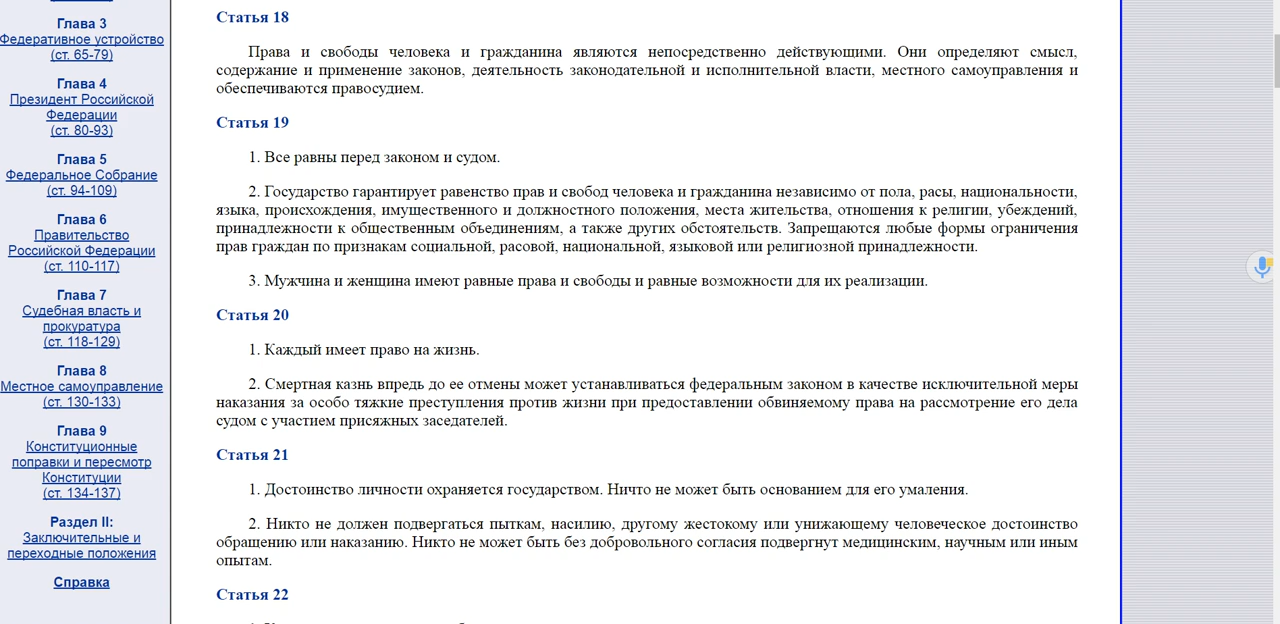 Глава 3
Федеративное устройство
(ст. 65-79)
Глава 4
Президент Российской
Федерации
(ст. 80-93)
Глава 5
Федеральное Собрание
(ст. 94-109)
Глава 6
Правительство
Российской Федерации
(ст. 110-117)
Глава 7
Судебная власть и
прокуратура
(ст. 118-129)
Глава 8
Местное самоуправление
(ст. 130-133)
Глава 9
Конституционные
поправки и пересмотр
Конституции
(ст. 134-137)
Раздел II:
Заключительные и
переходные положения
Справка
Статья 18
Права и свободы человека и гражданина являются непосредственно действующими. Они определяют смысл,
содержание и применение законов, деятельность законодательной и исполнительной власти, местного самоуправления и
обеспечиваются правосудием.
Статья 19
1. Все равны перед законом и судом.
2. Государство гарантирует равенство прав и свобод человека и гражданина независимо от пола, расы, национальности,
языка, происхождения, имущественного и должностного положения, места жительства, отношения к религии, убеждений,
принадлежности к общественным объединениям, а также других обстоятельств. Запрещаются любые формы ограничения
прав граждан по признакам социальной, расовой, национальной, языковой или религиозной принадлежности.
3. Мужчина и женщина имеют равные права и свободы и равные возможности для их реализации.
Статья 20
1. Каждый имеет право на жизнь.
2. Смертная казнь впредь до ее отмены может устанавливаться федеральным законом в качестве исключительной меры
наказания за особо тяжкие преступления против жизни при предоставлении обвиняемому права на рассмотрение его дела
судом с участием присяжных заседателей.
Статья 21
1. Достоинство личности охраняется государством. Ничто не может быть основанием для его умаления.
2. Никто не должен подвергаться пыткам, насилию, другому жестокому или унижающему человеческое достоинство
обращению или наказанию. Никто не может быть без добровольного согласия подвергнут медицинским, научным или иным
опытам.
Статья 22